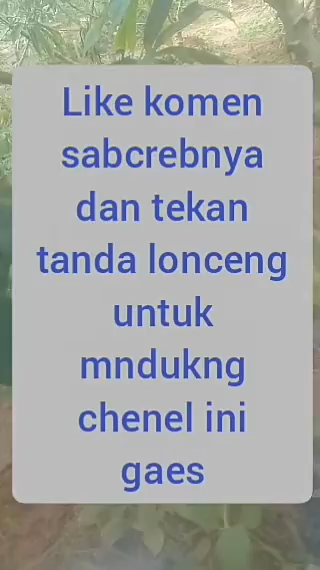 Like komen
sabcrebnya
dan tekan
tanda lonceng
untuk
mndukng
chenel ini
gaes